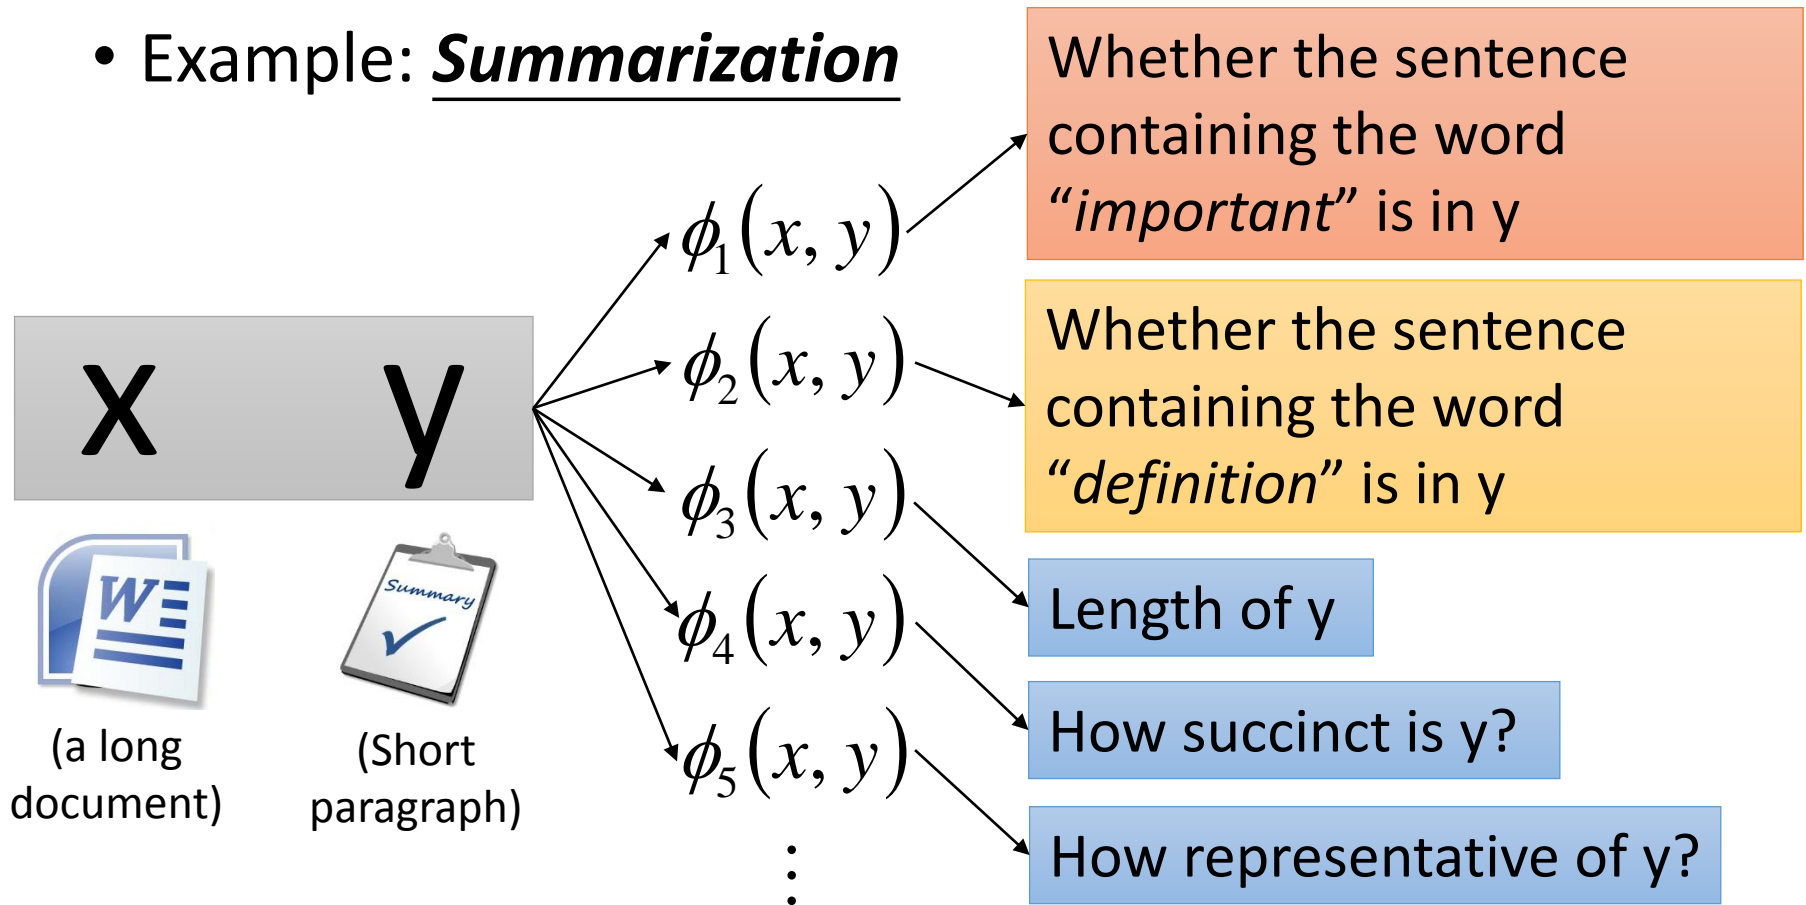 • Example: Summarization
Whether the sentence
containing the word
“important” is in y
ϕ₁(x, y)
Whether the sentence
containing the word
“definition” is in y
ϕ₂(x, y)
x y
ϕ₃(x, y)
Length of y
W
Summary
ϕ₄(x, y)
How succinct is y?
(a long
document)
(Short
paragraph)
ϕ₅(x, y)
How representative of y?
⋮